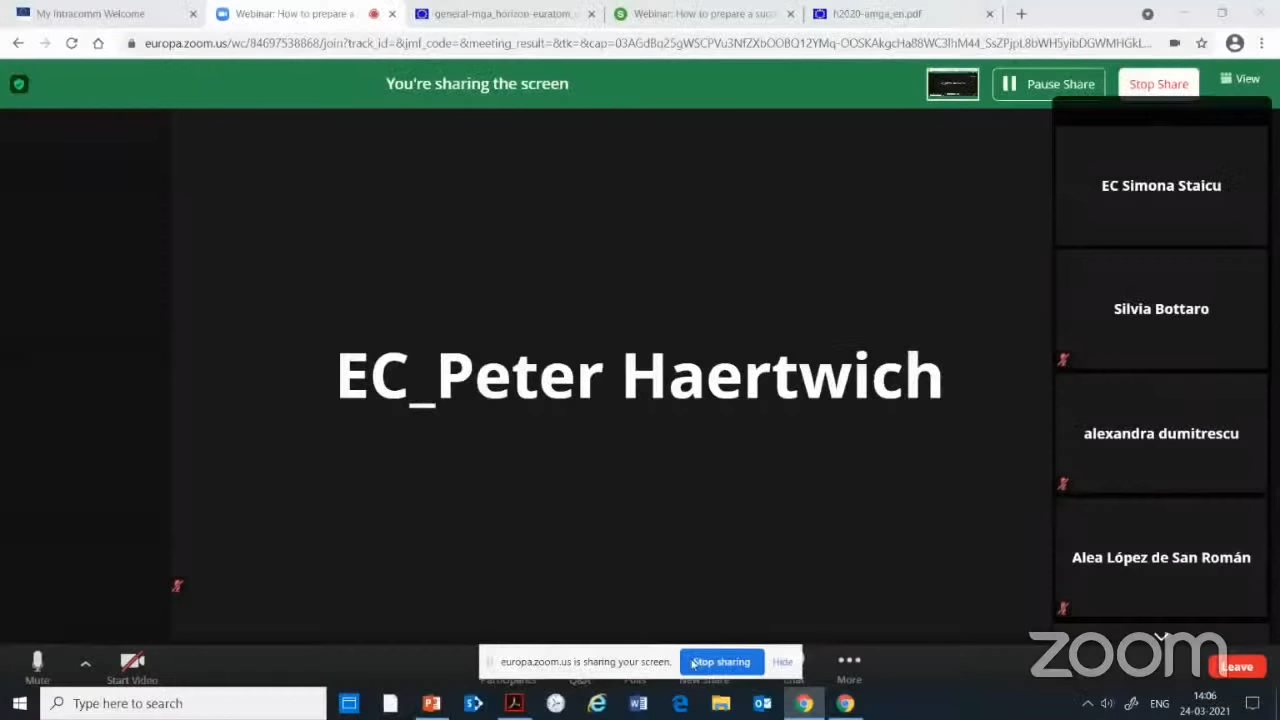 My Intracomm Welcome
Webinar: How to prepare a
general-mga_horizon-euratom_
Webinar: How to prepare a suc
h2020-amga_en.pdf
You're sharing the screen
Pause Share
Stop Share
View
EC Simona Staicu
Silvia Bottaro
EC_Peter Haertwich
alexandra dumitrescu
Alea López de San Román
zoom
Mute
Start Video
europa.zoom.us is sharing your screen.
Stop sharing
Hide
More
Leave
Type here to search
ENG
14:06
24-03-2021